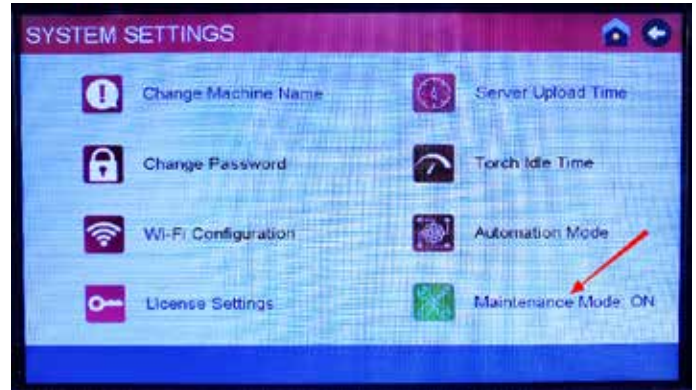 SYSTEM SETTINGS
Change Machine Name
Server Upload Time
Change Password
Torch Idle Time
Wi-Fi Configuration
Automation Mode
License Settings
Maintenance Mode: ON